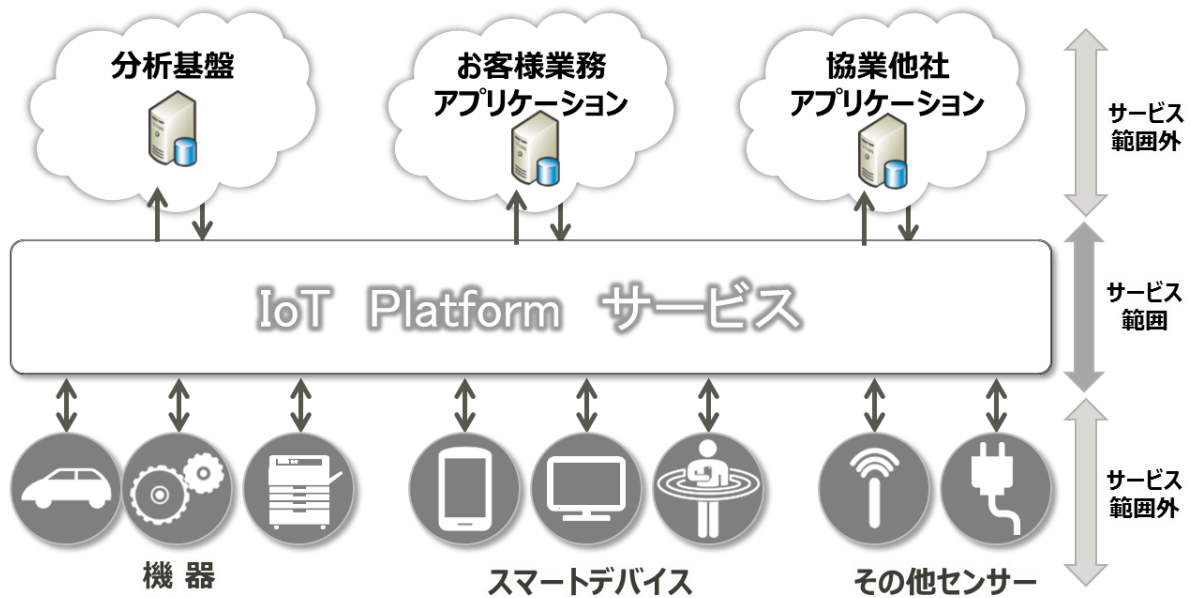 分析基盤
お客様業務
アプリケーション
協業他社
アプリケーション
サービス
範囲外
IoT Platform サービス
サービス
範囲
サービス
範囲外
機 器
スマートデバイス
その他センサー